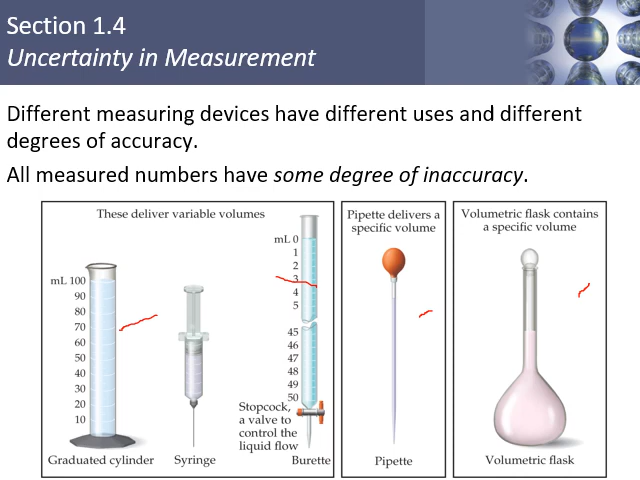 Section 1.4
Uncertainty in Measurement
Different measuring devices have different uses and different
degrees of accuracy.
All measured numbers have some degree of inaccuracy.
These deliver variable volumes
mL 100
90
80
70
60
50
40
30
20
10
Graduated cylinder
Syringe
mL 0
1
2
3
4
5
45
46
47
48
49
50
Stopcock,
a valve to
control the
liquid flow
Burette
Pipette delivers a
specific volume
Pipette
Volumetric flask contains
a specific volume
Volumetric flask